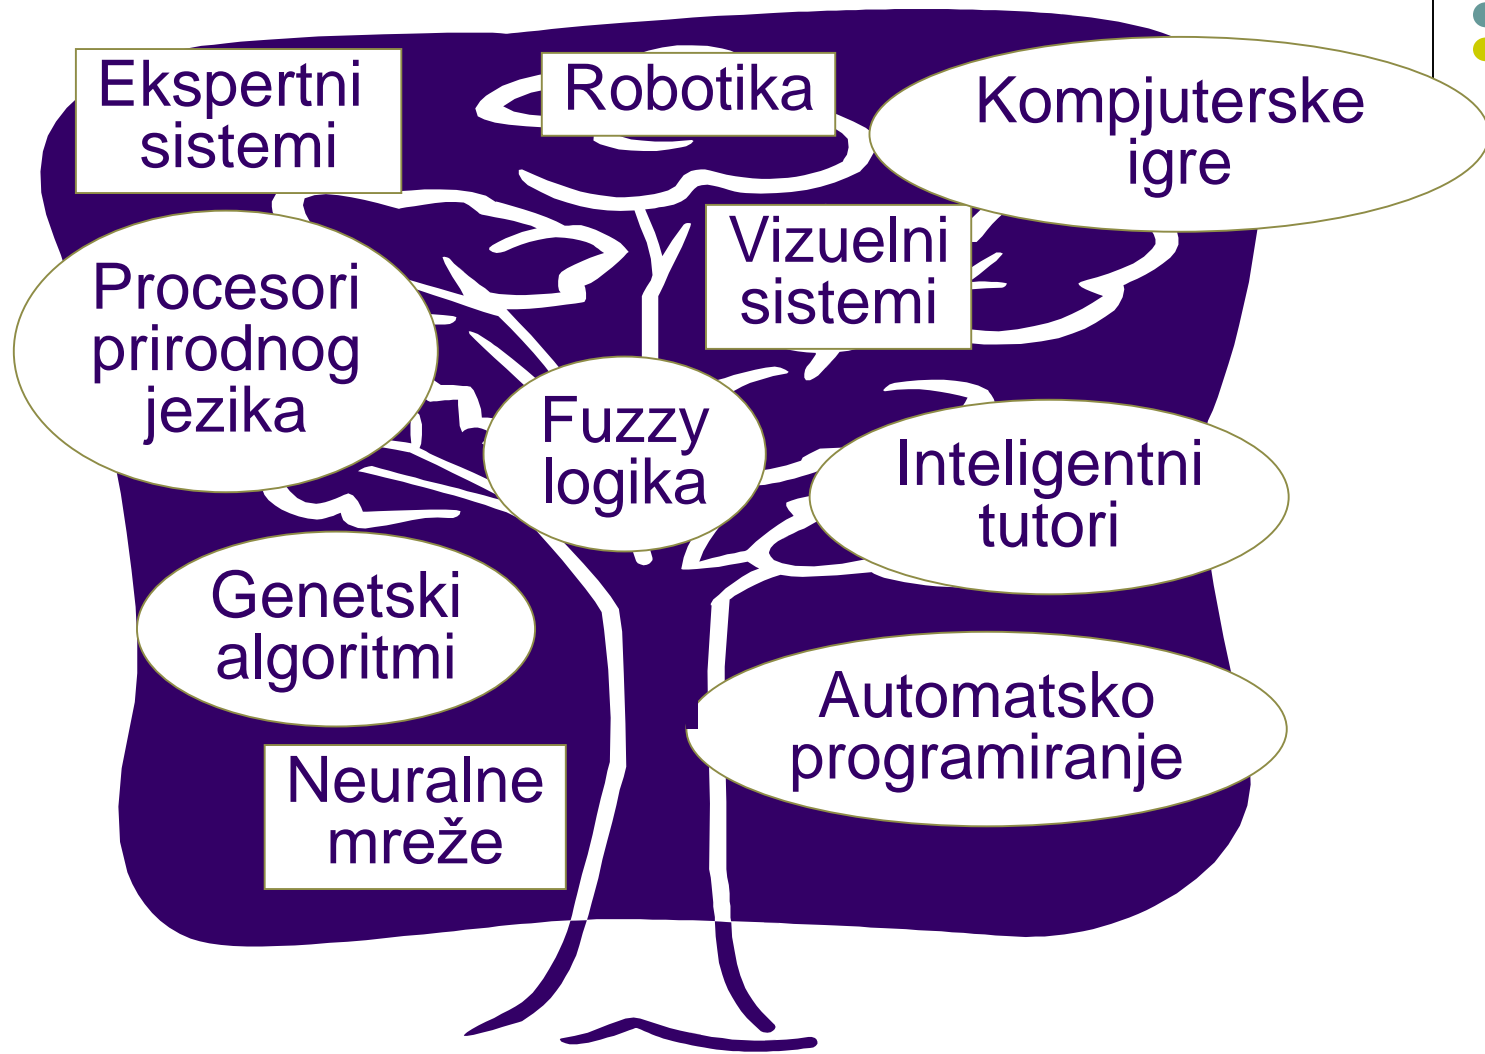 Ekspertni
sistemi
Robotika
Kompjuterske
igre
Vizuelni
sistemi
Procesori
prirodnog
jezika
Fuzzy
logika
Inteligentni
tutori
Genetski
algoritmi
Automatsko
programiranje
Neuralne
mreže